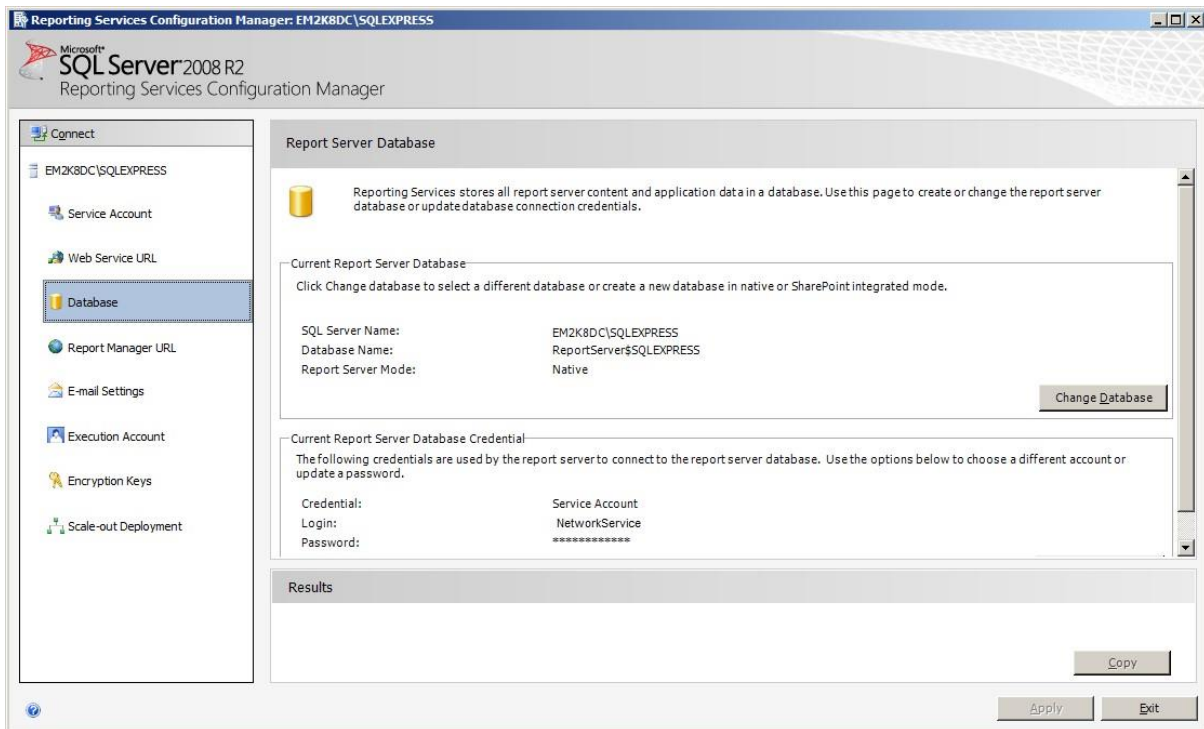 Reporting Services Configuration Manager: EM2K8DC\SQLEXPRESS
Microsoft®
SQL Server® 2008 R2
Reporting Services Configuration Manager
Connect
EM2K8DC\SQLEXPRESS
Service Account
Web Service URL
Database
Report Manager URL
E-mail Settings
Execution Account
Encryption Keys
Scale-out Deployment
Report Server Database
Reporting Services stores all report server content and application data in a database. Use this page to create or change the report server
database or update database connection credentials.
Current Report Server Database
Click Change database to select a different database or create a new database in native or SharePoint integrated mode.
SQL Server Name: EM2K8DC\SQLEXPRESS
Database Name: ReportServer$SQLEXPRESS
Report Server Mode: Native
Change Database
Current Report Server Database Credential
The following credentials are used by the report server to connect to the report server database. Use the options below to choose a different account or
update a password.
Credential: Service Account
Login: NetworkService
Password: ************
Results
Copy
Apply Exit